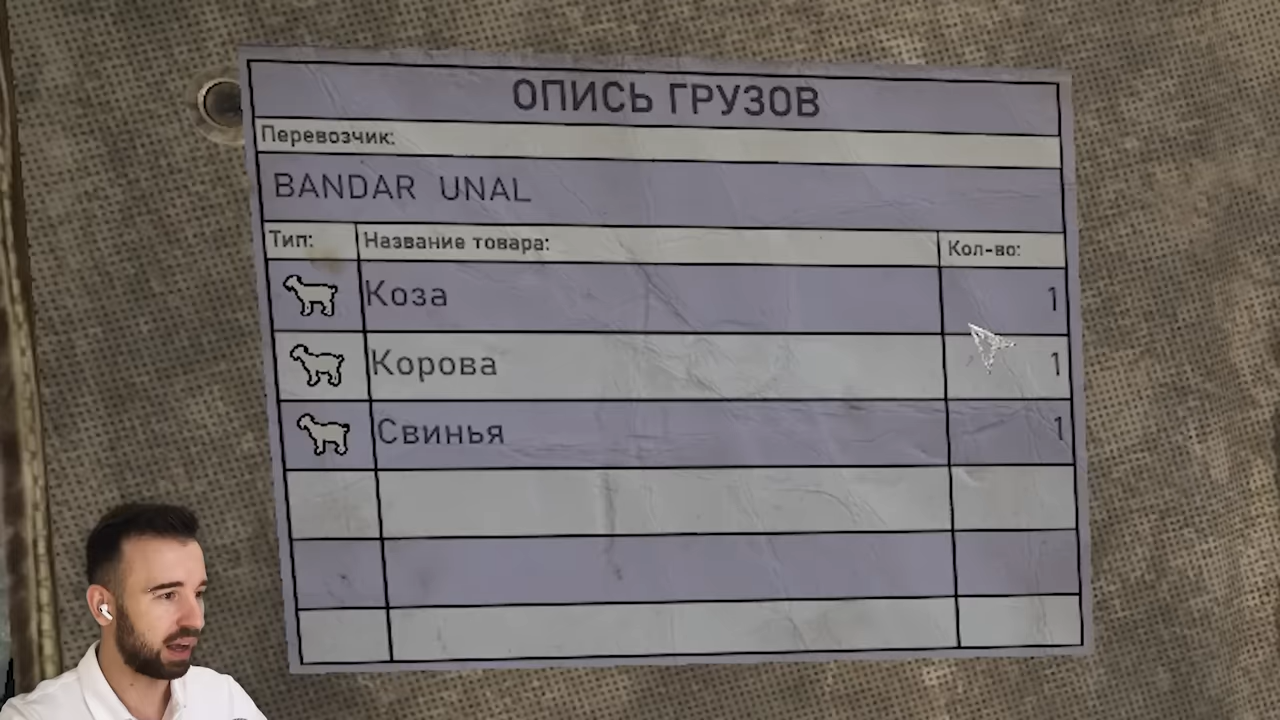 ОПИСЬ ГРУЗОВ
Перевозчик:
BANDAR UNAL
Тип: Название товара: Кол-во:
Коза 1
Корова 1
Свинья 1